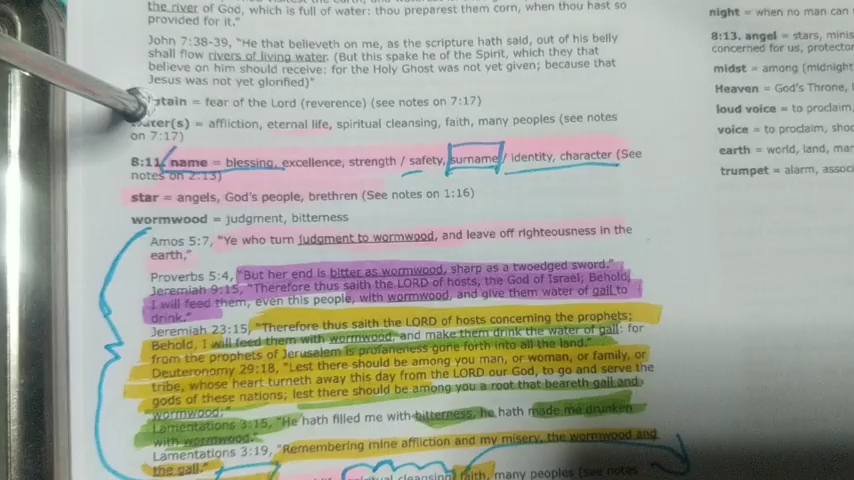 the river of God, which is full of water: thou preparest them corn, when thou hast so
provided for it."
John 7:38-39, "He that believeth on me, as the scripture hath said, out of his belly
shall flow rivers of living water. (But this spake he of the Spirit, which they that
believe on him should receive: for the Holy Ghost was not yet given; because that
Jesus was not yet glorified)"
= fear of the Lord (reverence) (see notes on 7:17)
water(s) = affliction, eternal life, spiritual cleansing, faith, many peoples (see notes
on 7:17)
8:11. name = blessing, excellence, strength / safety, surname / identity, character (See
notes on 2:13)
star = angels, God's people, brethren (See notes on 1:16)
wormwood = judgment, bitterness
Amos 5:7, "Ye who turn judgment to wormwood, and leave off righteousness in the
earth,"
Proverbs 5:4, "But her end is bitter as wormwood, sharp as a twoedged sword."
Jeremiah 9:15, "Therefore thus saith the LORD of hosts, the God of Israel; Behold,
I will feed them, even this people, with wormwood, and give them water of gall to
drink."
Jeremiah 23:15, "Therefore thus saith the LORD of hosts concerning the prophets;
Behold, I will feed them with wormwood, and make them drink the water of gall: for
from the prophets of Jerusalem is profaneness gone forth into all the land."
Deuteronomy 29:18, "Lest there should be among you man, or woman, or family, or
tribe, whose heart turneth away this day from the LORD our God, to go and serve the
gods of these nations; lest there should be among you a root that beareth gall and
wormwood;"
Lamentations 3:15, "He hath filled me with bitterness, he hath made me drunken
with wormwood."
Lamentations 3:19, "Remembering mine affliction and my misery, the wormwood and
the gall."
cleansing, faith, many peoples (see notes
night = when no man can
8:13. angel = stars, minis
concerned for us, protector
midst = among (midnight
Heaven = God's Throne,
loud voice = to proclaim,
voice = to proclaim, sho
earth = world, land, mar
trumpet = alarm, assoc